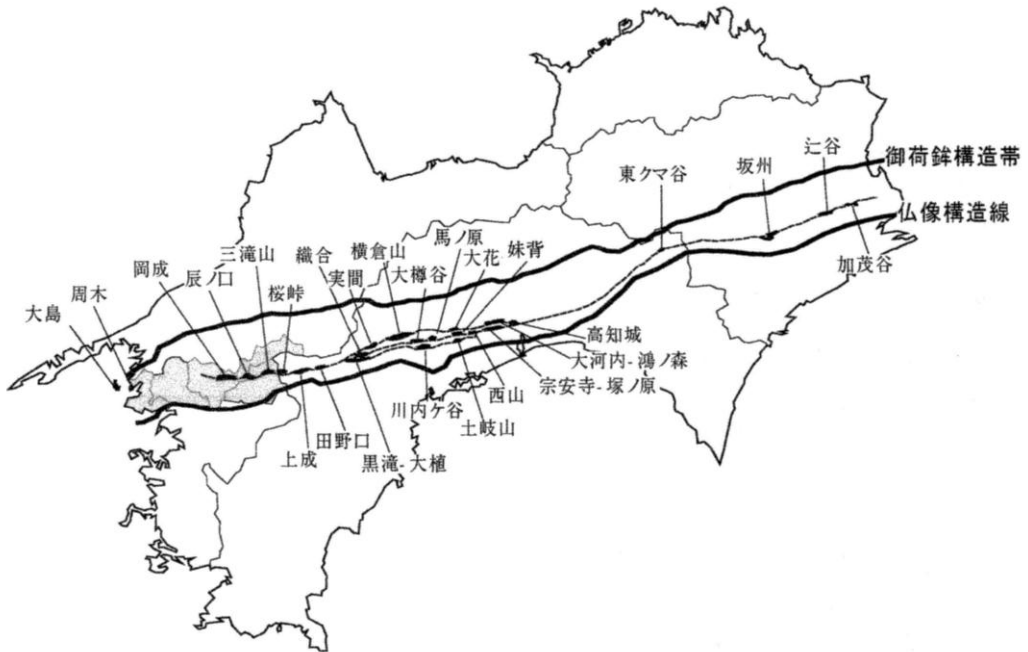 御荷鉾構造帯
仏像構造線
辷谷
坂州
東クマ谷
加茂谷
馬ノ原
妹背
横倉山
大花
織合
実間
大樽谷
三滝山
岡成
辰ノ口
桜峠
周木
大島
高知城
大河内-鴻ノ森
宗安寺-塚ノ原
西山
土岐山
川内ケ谷
田野口
上成
黒滝-大植